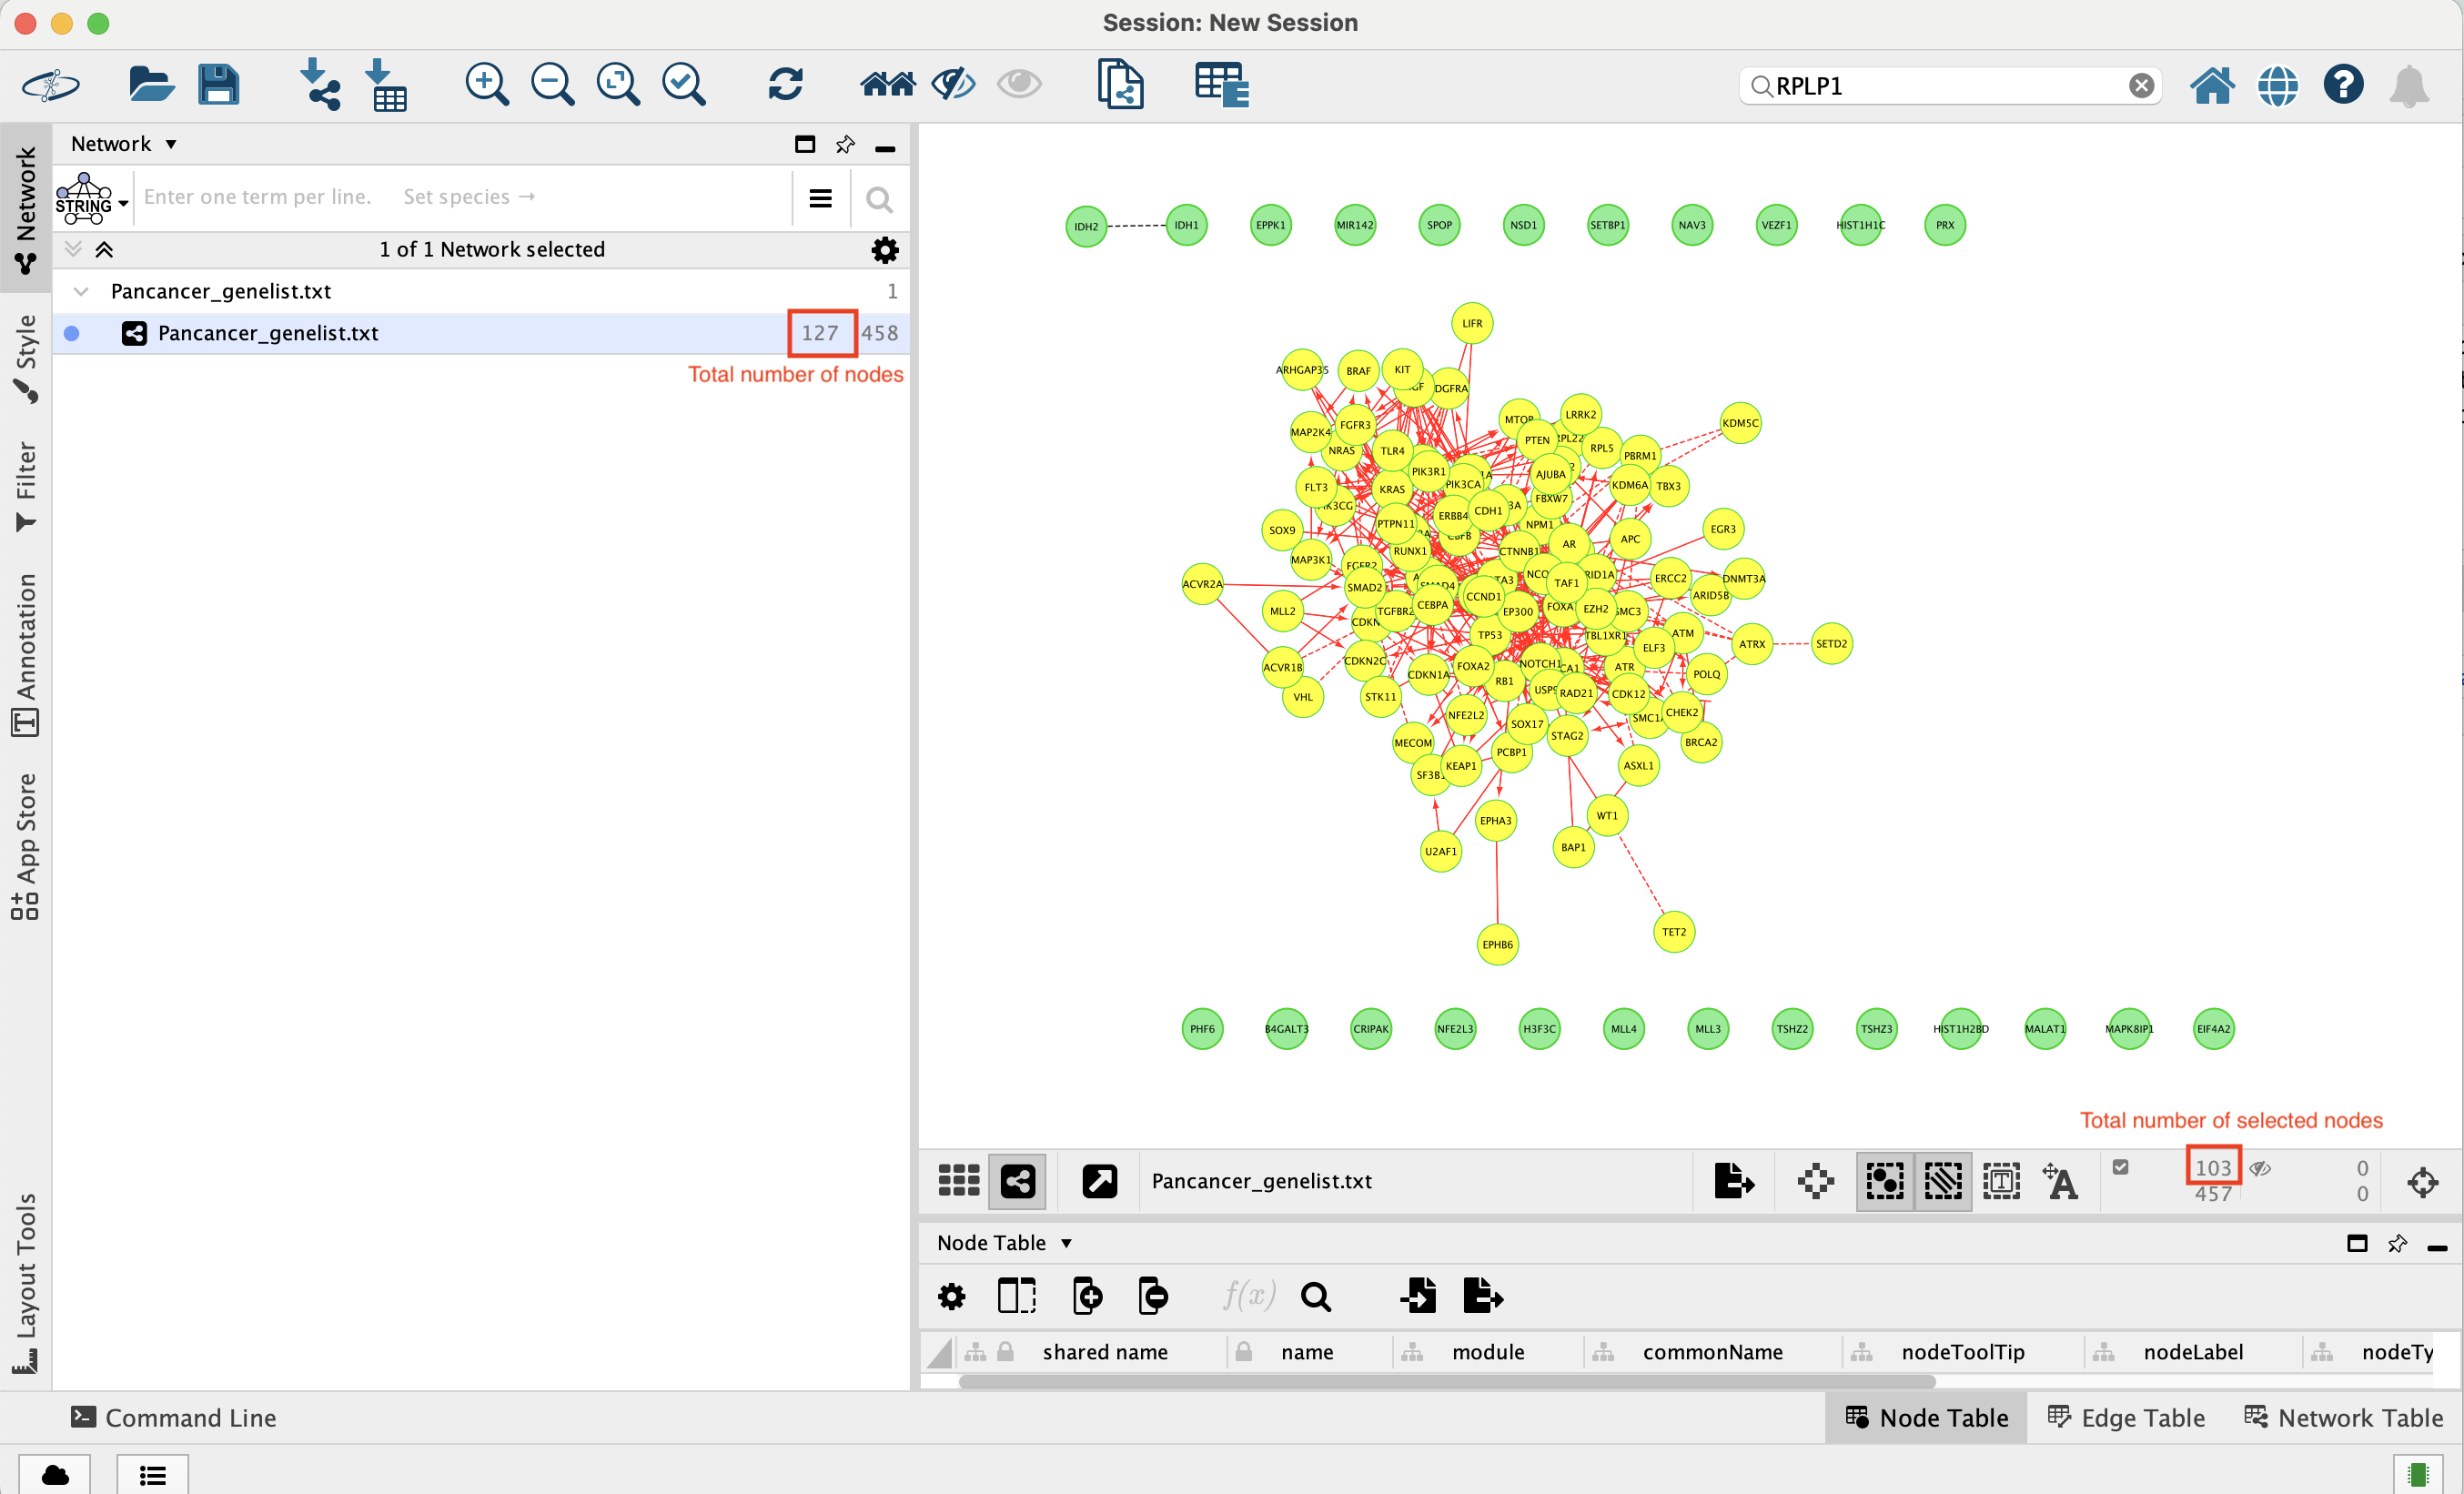 Session: New Session
RPLP1
Network
Style
Filter
Annotation
App Store
Layout Tools
Network ▼
STRING
Enter one term per line. Set species →
1 of 1 Network selected
Pancancer_genelist.txt 1
Pancancer_genelist.txt 127 458
Total number of nodes
IDH2 IDH1 EPPK1 MIR142 SPOP NSD1 SETBP1 NAV3 VEZF1 HIST1H1C PRX
LIFR
ARHGAP35 BRAF KIT DGFRA
MAP2K4 FGFR3 MTOR LRRK2 KDM5C
NRAS TLR4 PTEN RPL22 RPL5 PBRM1
FLT3 KRAS PIK3R1 PIK3CA AJUBA KDM6A TBX3
PTPN11 ERBB4 CDH1 FBXW7
SOX9 RUNX1 NPM1 CTNNB1 AR APC EGR3
MAP3K1 FGFR2
ACVR2A SMAD2 SMAD4 TAF1 ERCC2 DNMT3A
MLL2 TGFBR2 CEBPA CCND1 EP300 FOXA EZH2 SMC3 ARID5B
CDKN TP53 TBL1XR1 ATM ATRX SETD2
ACVR1B CDKN2C FOXA2 NOTCH1 ATR ELF3
VHL STK11 CDKN1A RB1 USP9 RAD21 CDK12 POLQ
NFE2L2 SOX17 STAG2 SMC1A CHEK2
MECOM PCBP1 BRCA2
SF3B1 KEAP1 ASXL1
EPHA3 WT1
U2AF1 BAP1
EPHB6 TET2
PHF6 B4GALT3 CRIPAK NFE2L3 H3F3C MLL4 MLL3 TSHZ2 TSHZ3 HIST1H2BD MALAT1 MAPK8IP1 EIF4A2
Total number of selected nodes
Pancancer_genelist.txt 103 0
457 0
Node Table ▼
f(x)
shared name name module commonName nodeToolTip nodeLabel nodeTy
Command Line Node Table Edge Table Network Table